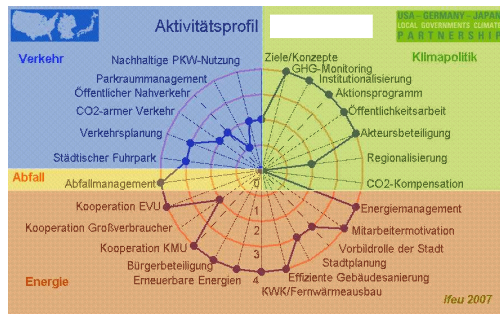 Aktivitätsprofil
USA - GERMANY - JAPAN
LOCAL GOVERNMENTS CLIMATE
PARTNERSHIP
Verkehr
Klimapolitik
Nachhaltige PKW-Nutzung
Parkraummanagement
Öffentlicher Nahverkehr
CO2-armer Verkehr
Verkehrsplanung
Städtischer Fuhrpark
Ziele/Konzepte
GHG-Monitoring
Institutionalisierung
Aktionsprogramm
Öffentlichkeitsarbeit
Akteursbeteiligung
Regionalisierung
CO2-Kompensation
Abfall
Abfallmanagement
Kooperation EVU
Kooperation Großverbraucher
Kooperation KMU
Bürgerbeteiligung
Erneuerbare Energien
0
1
2
3
4
Energiemanagement
Mitarbeitermotivation
Vorbildrolle der Stadt
Stadtplanung
Effiziente Gebäudesanierung
KWK/Fernwärmeausbau
Energie
ifeu 2007